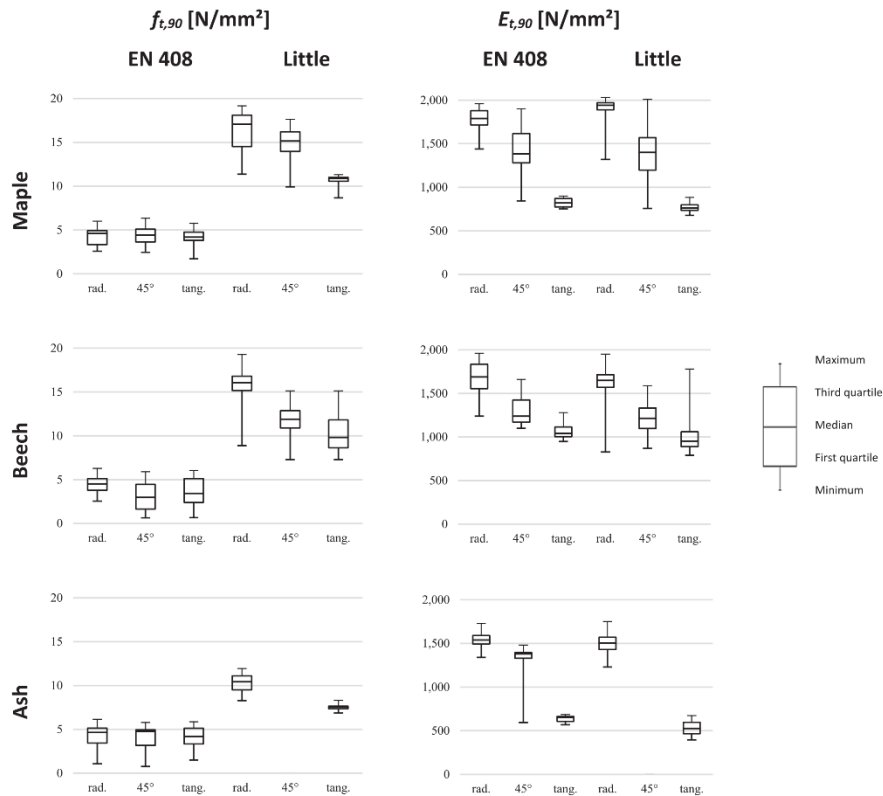 f t,90 [N/mm²] E t,90 [N/mm²]
EN 408 Little EN 408 Little
Maple
20
15
10
5
0
rad. 45° tang. rad. 45° tang.
2,000
1,500
1,000
500
0
rad. 45° tang. rad. 45° tang.
Beech
20
15
10
5
0
rad. 45° tang. rad. 45° tang.
2,000
1,500
1,000
500
0
rad. 45° tang. rad. 45° tang.
Maximum
Third quartile
Median
First quartile
Minimum
Ash
20
15
10
5
0
rad. 45° tang. rad. 45° tang.
2,000
1,500
1,000
500
0
rad. 45° tang. rad. 45° tang.